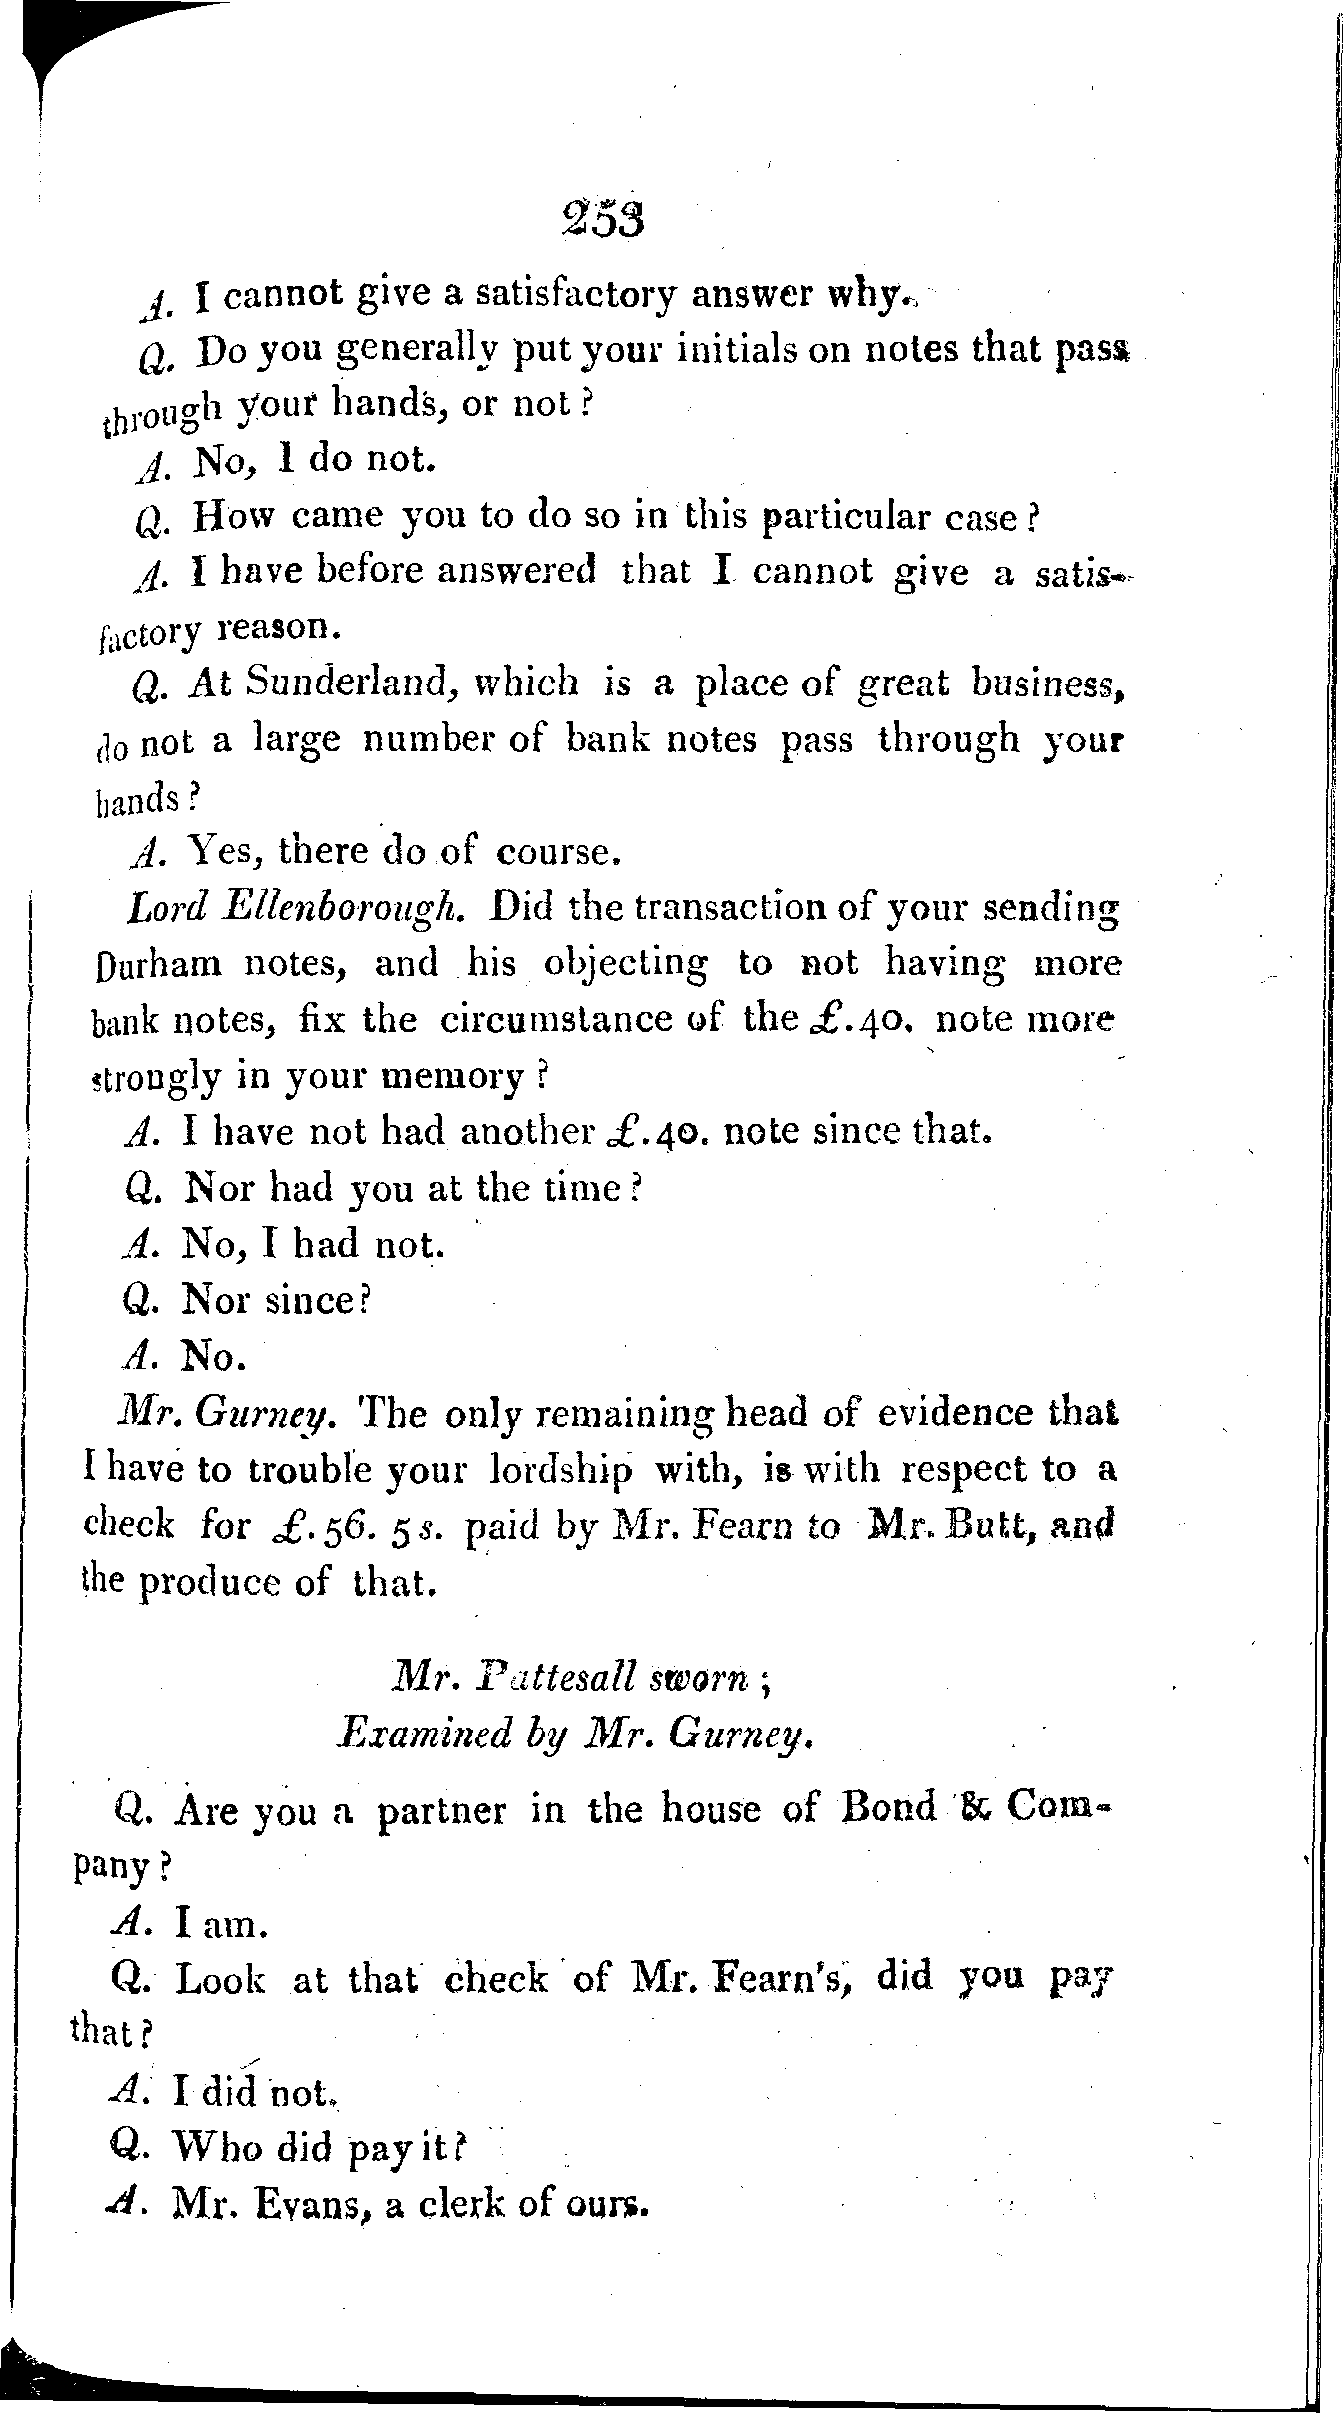 253
A. I cannot give a satisfactory answer why.
Q. Do you generally put your initials on notes that pass
through your hands, or not?
A. No, I do not.
Q. How came you to do so in this particular case?
A. I have before answered that I cannot give a satis-
factory reason.
Q. At Sunderland, which is a place of great business,
do not a large number of bank notes pass through your
hands?
A. Yes, there do of course.
Lord Ellenborough. Did the transaction of your sending
Durham notes, and his objecting to not having more
bank notes, fix the circumstance of the £.40. note more
strongly in your memory?
A. I have not had another £.40. note since that.
Q. Nor had you at the time?
A. No, I had not.
Q. Nor since?
A. No.
Mr. Gurney. The only remaining head of evidence that
I have to trouble your lordship with, is with respect to a
check for £.56. 5s. paid by Mr. Fearn to Mr. Butt, and
the produce of that.
Mr. Pattesall sworn;
Examined by Mr. Gurney.
Q. Are you a partner in the house of Bond & Com-
pany?
A. I am.
Q. Look at that check of Mr. Fearn's, did you pay
that?
A. I did not.
Q. Who did pay it?
A. Mr. Evans, a clerk of ours.